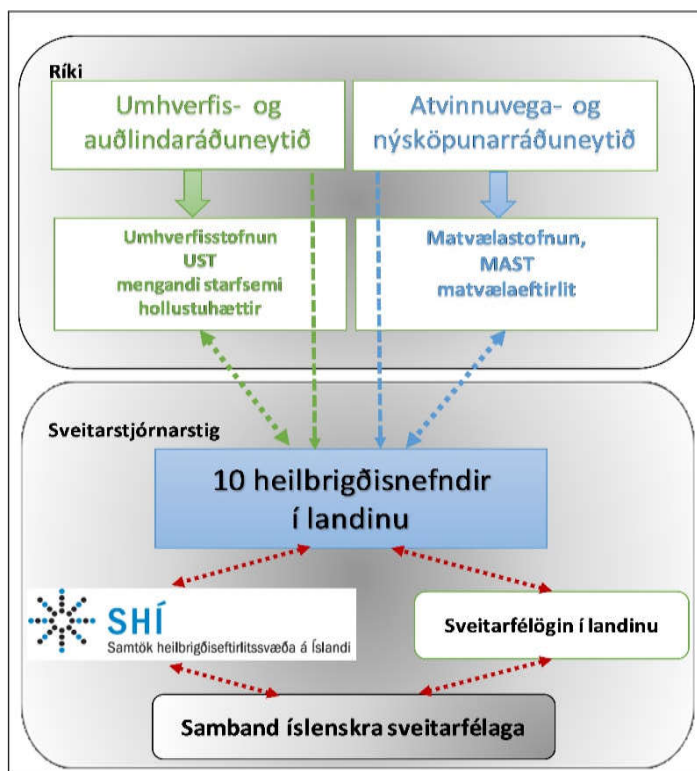 Ríki
Umhverfis- og
auðlindaráðuneytið
Atvinnuvega- og
nýsköpunarráðuneytið
Umhverfisstofnun
UST
mengandi starfsemi
hollustuhættir
Matvælastofnun,
MAST
matvælaeftirlit
Sveitarstjórnarstig
10 heilbrigðisnefndir
í landinu
SHÍ
Samtök heilbrigðiseftirlitssvæða á Íslandi
Sveitarfélögin í landinu
Samband íslenskra sveitarfélaga